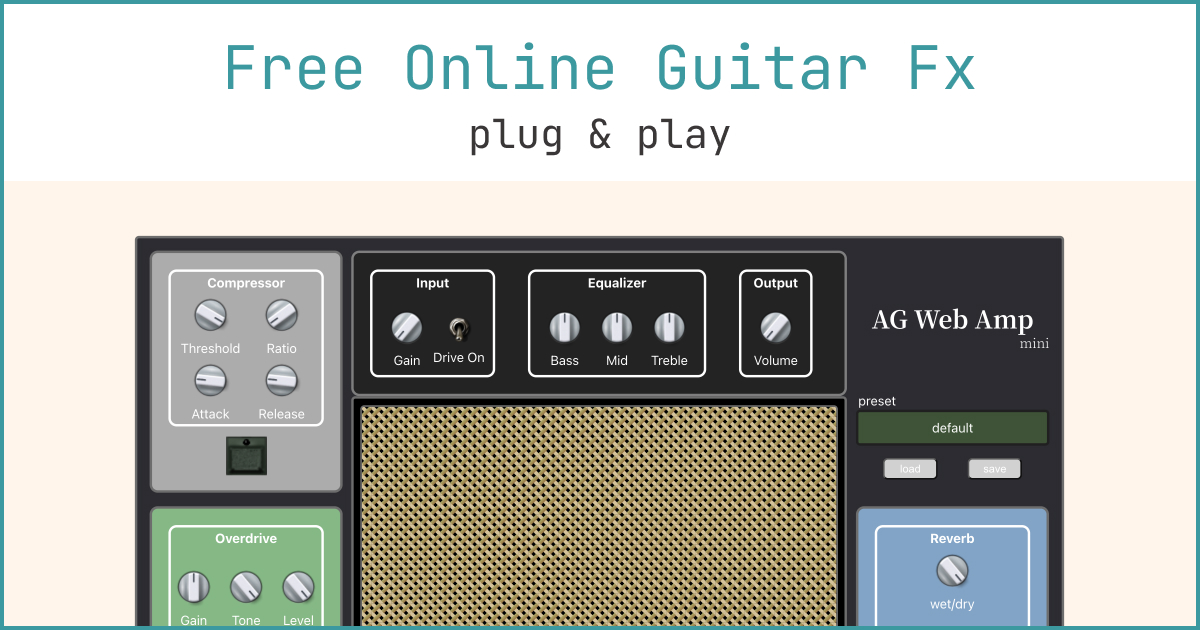 Free Online Guitar Fx
plug & play
Compressor
Threshold Ratio
Attack Release
Input
Gain Drive On
Equalizer
Bass Mid Treble
Output
Volume
AG Web Amp
mini
preset
default
load save
Overdrive
Gain Tone Level
Reverb
wet/dry